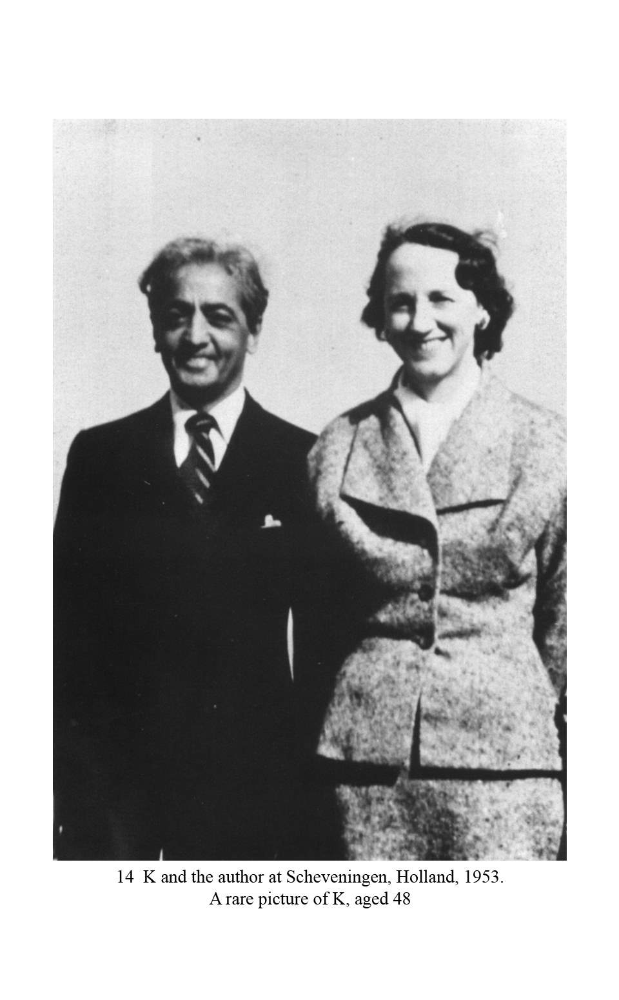 14 K and the author at Scheveningen, Holland, 1953.
A rare picture of K, aged 48